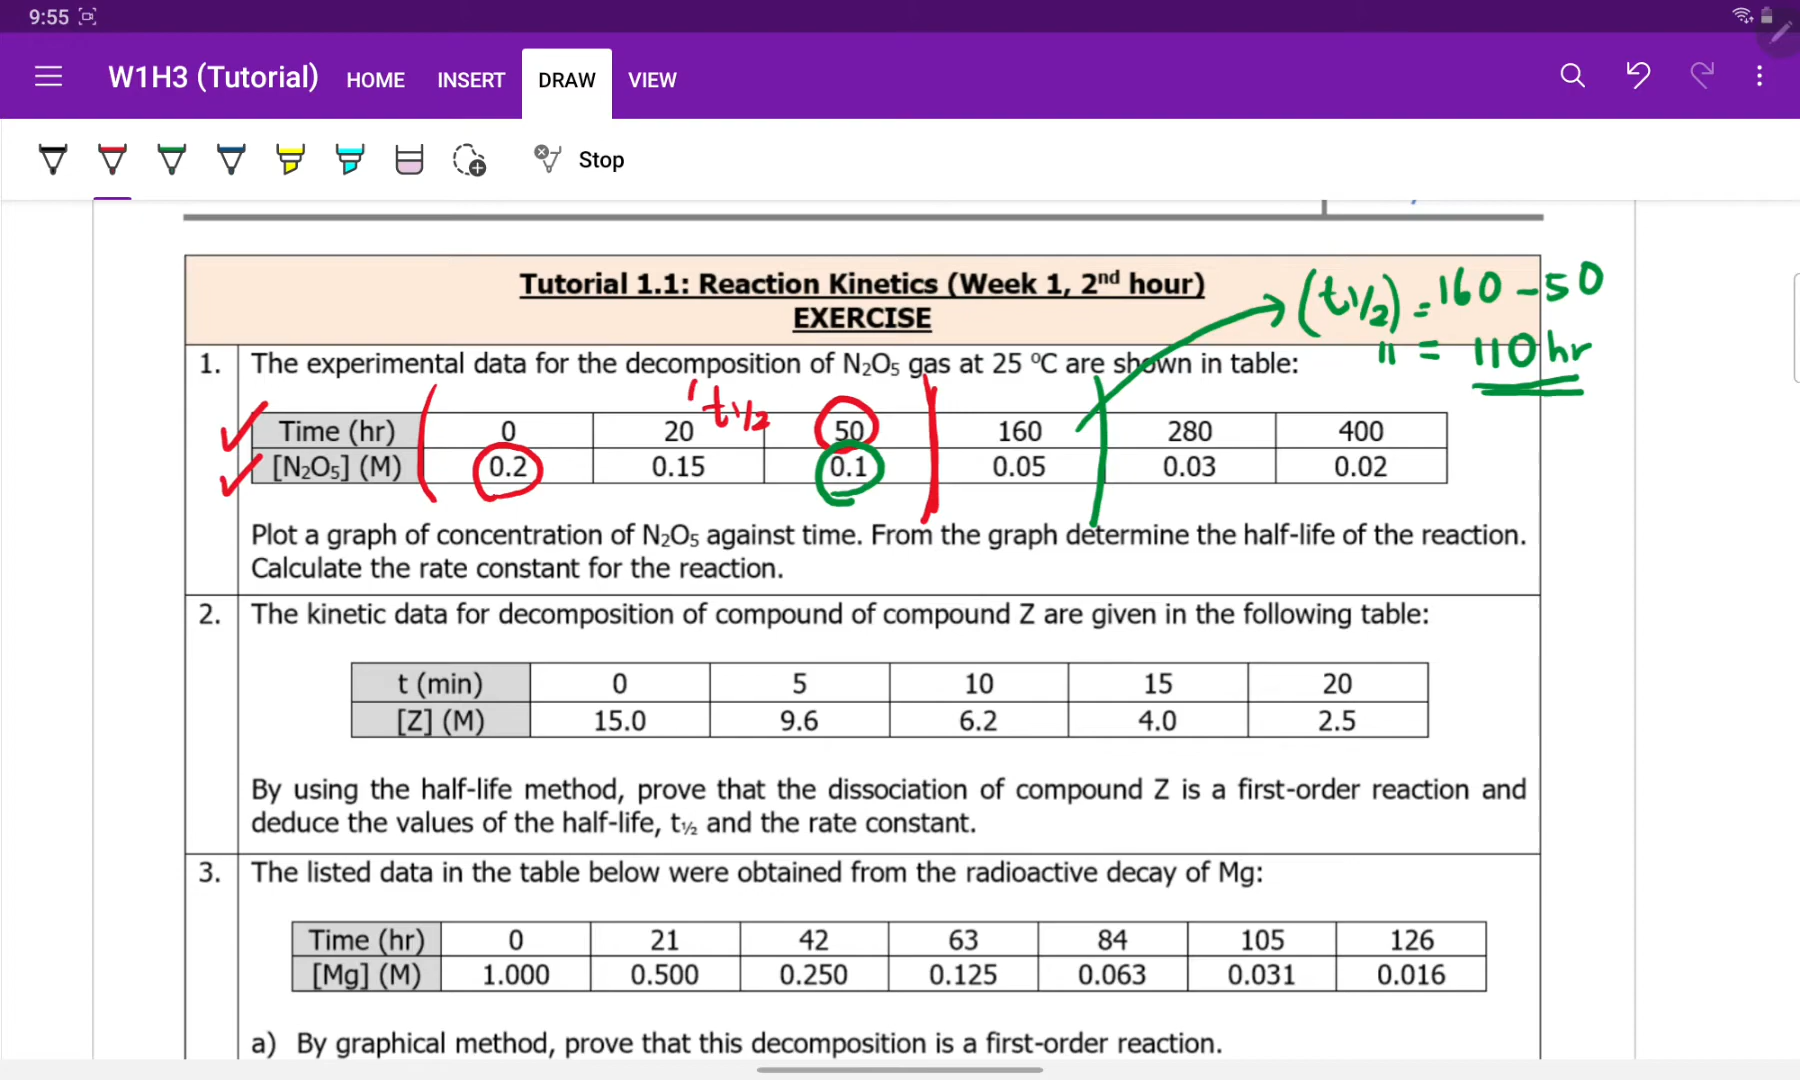 9:55
W1H3 (Tutorial) HOME INSERT DRAW VIEW
Stop
Tutorial 1.1: Reaction Kinetics (Week 1, 2nd hour)
EXERCISE
(t1/2) = 160 - 50
" = 110 hr
1. The experimental data for the decomposition of N₂O₅ gas at 25 ⁰C are shown in table:
t1/2
Time (hr) 0 20 50 160 280 400
[N₂O₅] (M) 0.2 0.15 0.1 0.05 0.03 0.02
Plot a graph of concentration of N₂O₅ against time. From the graph determine the half-life of the reaction.
Calculate the rate constant for the reaction.
2. The kinetic data for decomposition of compound of compound Z are given in the following table:
t (min) 0 5 10 15 20
[Z] (M) 15.0 9.6 6.2 4.0 2.5
By using the half-life method, prove that the dissociation of compound Z is a first-order reaction and
deduce the values of the half-life, t½ and the rate constant.
3. The listed data in the table below were obtained from the radioactive decay of Mg:
Time (hr) 0 21 42 63 84 105 126
[Mg] (M) 1.000 0.500 0.250 0.125 0.063 0.031 0.016
a) By graphical method, prove that this decomposition is a first-order reaction.